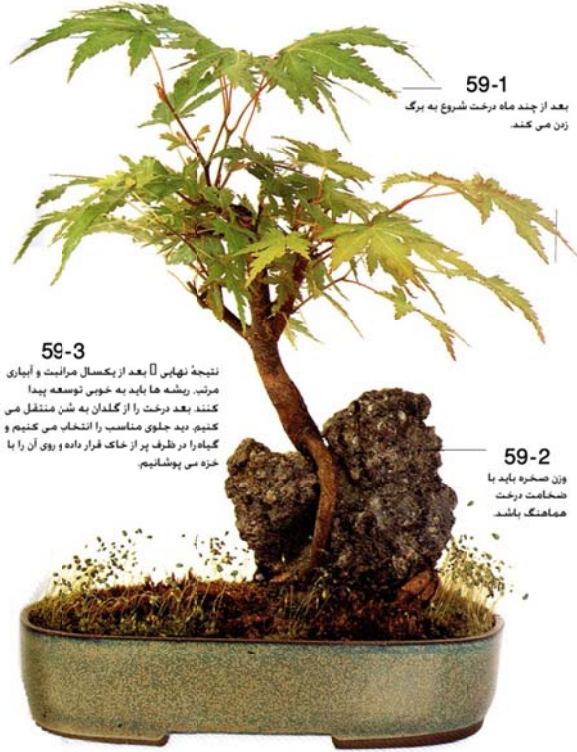 59-1
بعد از چند ماه درخت شروع به برگ
زدن می کند.
59-3
نتیجهٔ نهایی ▯ بعد از یکسال مراتبت و آبیاری
مرتب، ریشه ها باید به خوبی توسعه پیدا
کنند بعد درخت را از گلدان به شن منتقل می
کنیم. دید جلوی مناسب را انتخاب می کنیم و
گیاه را در ظرف پر از خاک قرار داده و روی آن را با
خزه می پوشانیم.
59-2
وزن صخره باید با
ضخامت درخت
هماهنگ باشد.